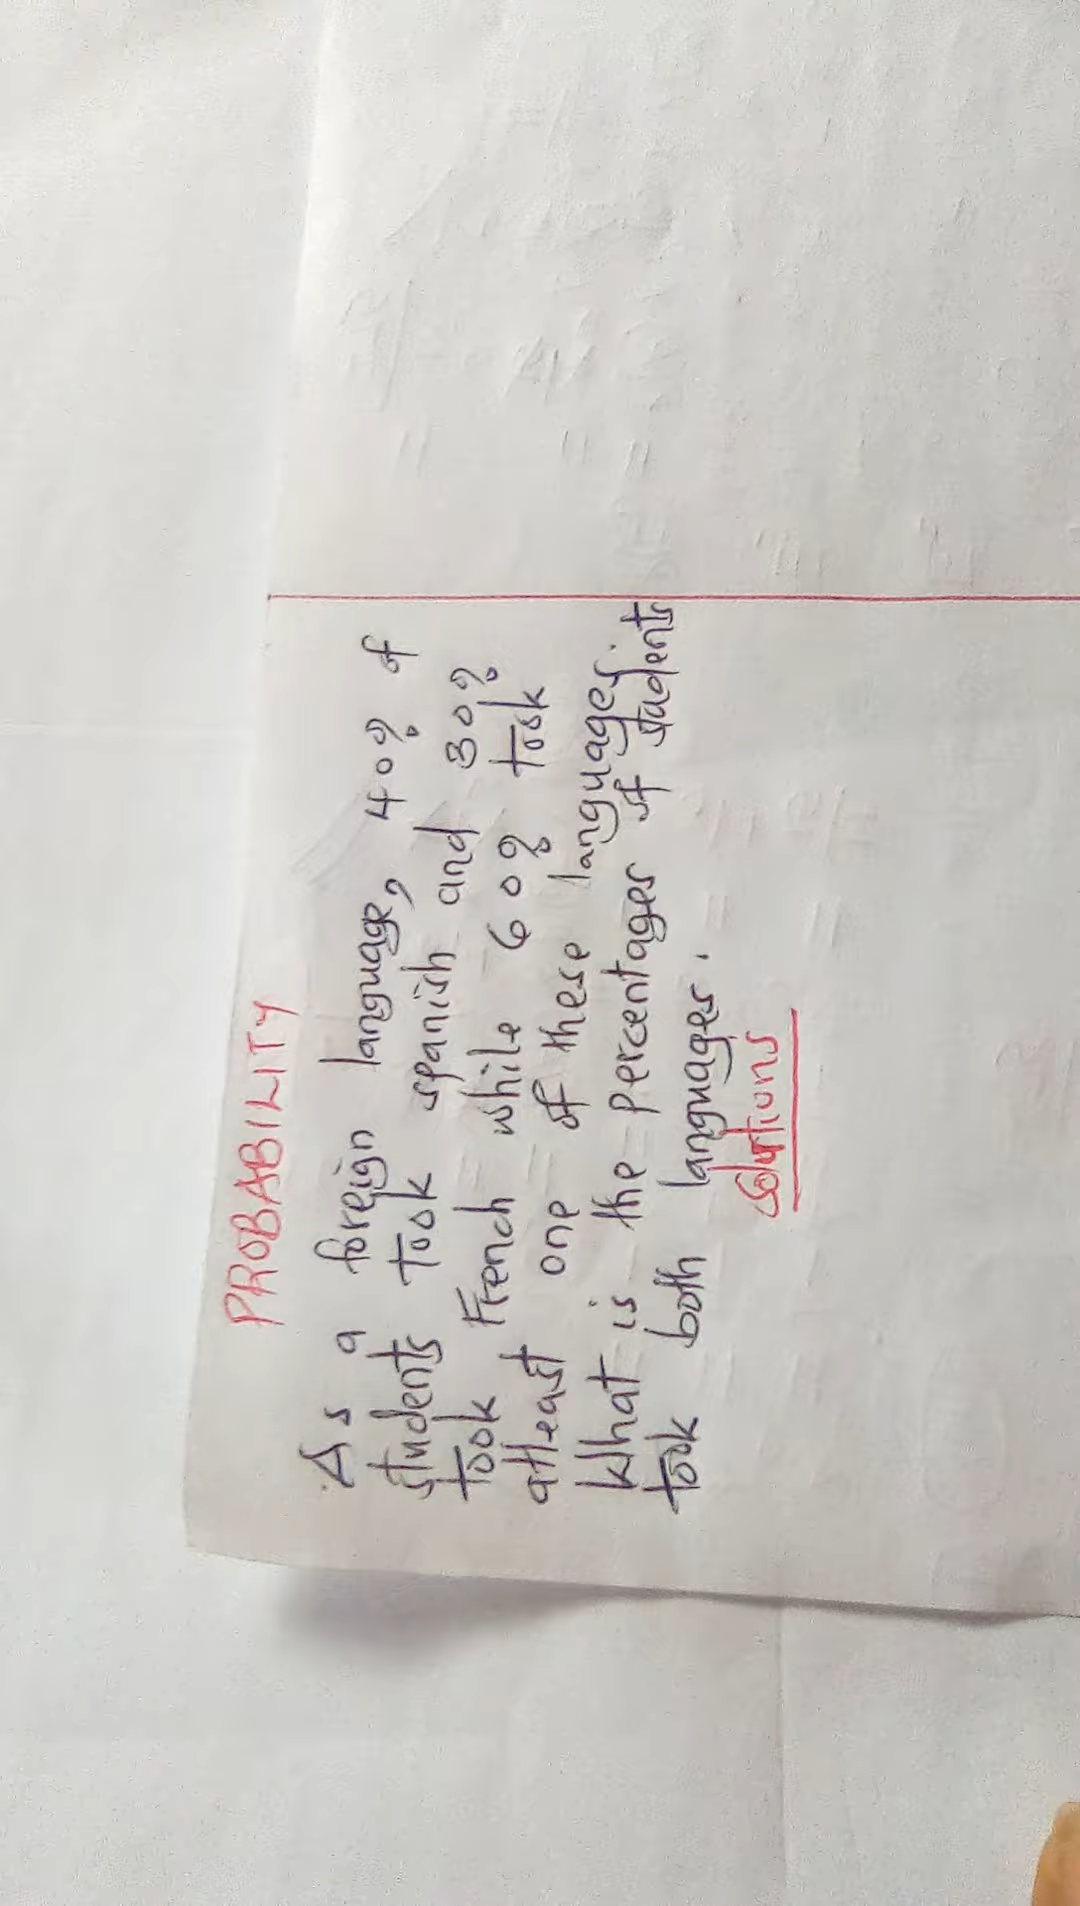 PROBABILITY
As a foreign language, 40% of
students took spanish and 30%
took French while 60% took
atleast one of these languages.
What is the percentages of students
took both languages.
Solutions